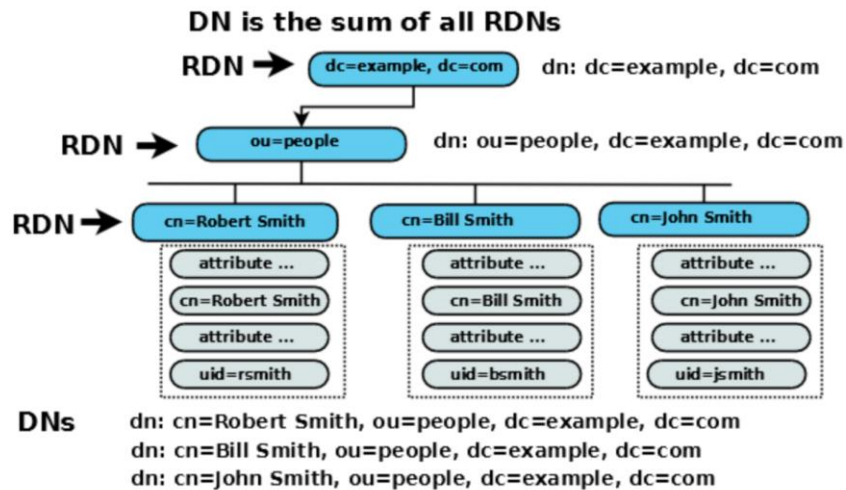 DN is the sum of all RDNs
RDN dc=example, dc=com dn: dc=example, dc=com
RDN ou=people dn: ou=people, dc=example, dc=com
RDN cn=Robert Smith cn=Bill Smith cn=John Smith
attribute ... attribute ... attribute ...
cn=Robert Smith cn=Bill Smith cn=John Smith
attribute ... attribute ... attribute ...
uid=rsmith uid=bsmith uid=jsmith
DNs dn: cn=Robert Smith, ou=people, dc=example, dc=com
dn: cn=Bill Smith, ou=people, dc=example, dc=com
dn: cn=John Smith, ou=people, dc=example, dc=com